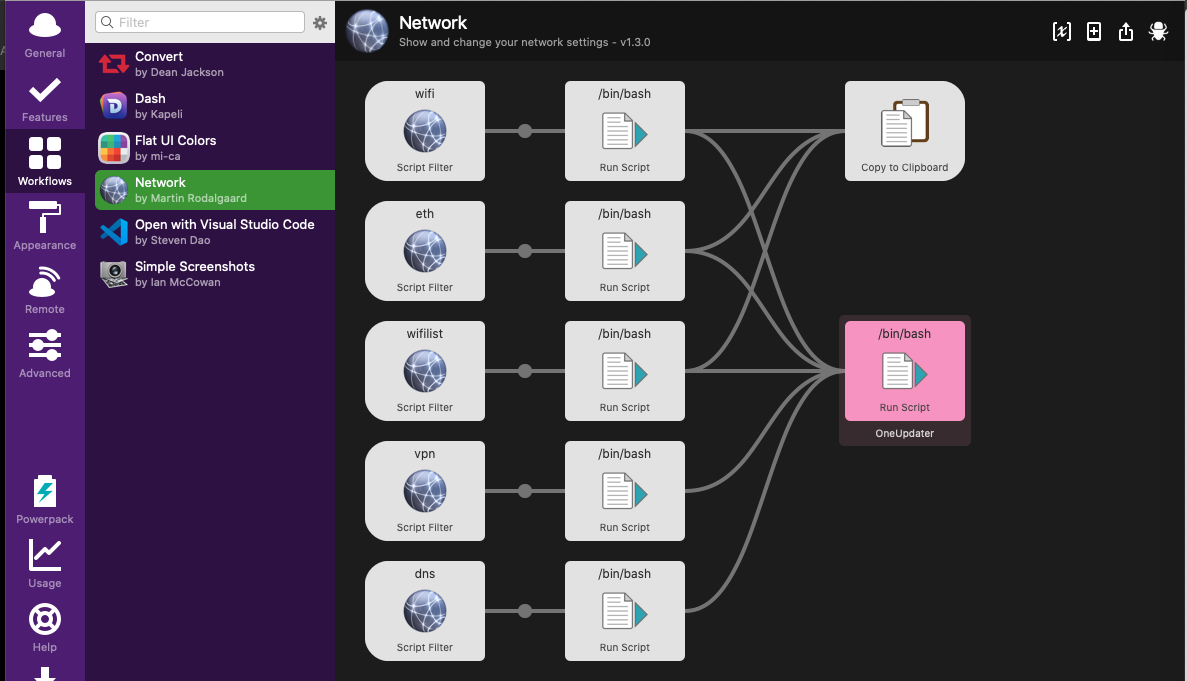 General
Features
Workflows
Appearance
Remote
Advanced
Powerpack
Usage
Help
Filter
Convert
by Dean Jackson
Dash
by Kapeli
Flat UI Colors
by mi-ca
Network
by Martin Rodalgaard
Open with Visual Studio Code
by Steven Dao
Simple Screenshots
by Ian McCowan
Network
Show and change your network settings - v1.3.0
wifi
Script Filter
/bin/bash
Run Script
Copy to Clipboard
eth
Script Filter
/bin/bash
Run Script
wifilist
Script Filter
/bin/bash
Run Script
/bin/bash
Run Script
OneUpdater
vpn
Script Filter
/bin/bash
Run Script
dns
Script Filter
/bin/bash
Run Script